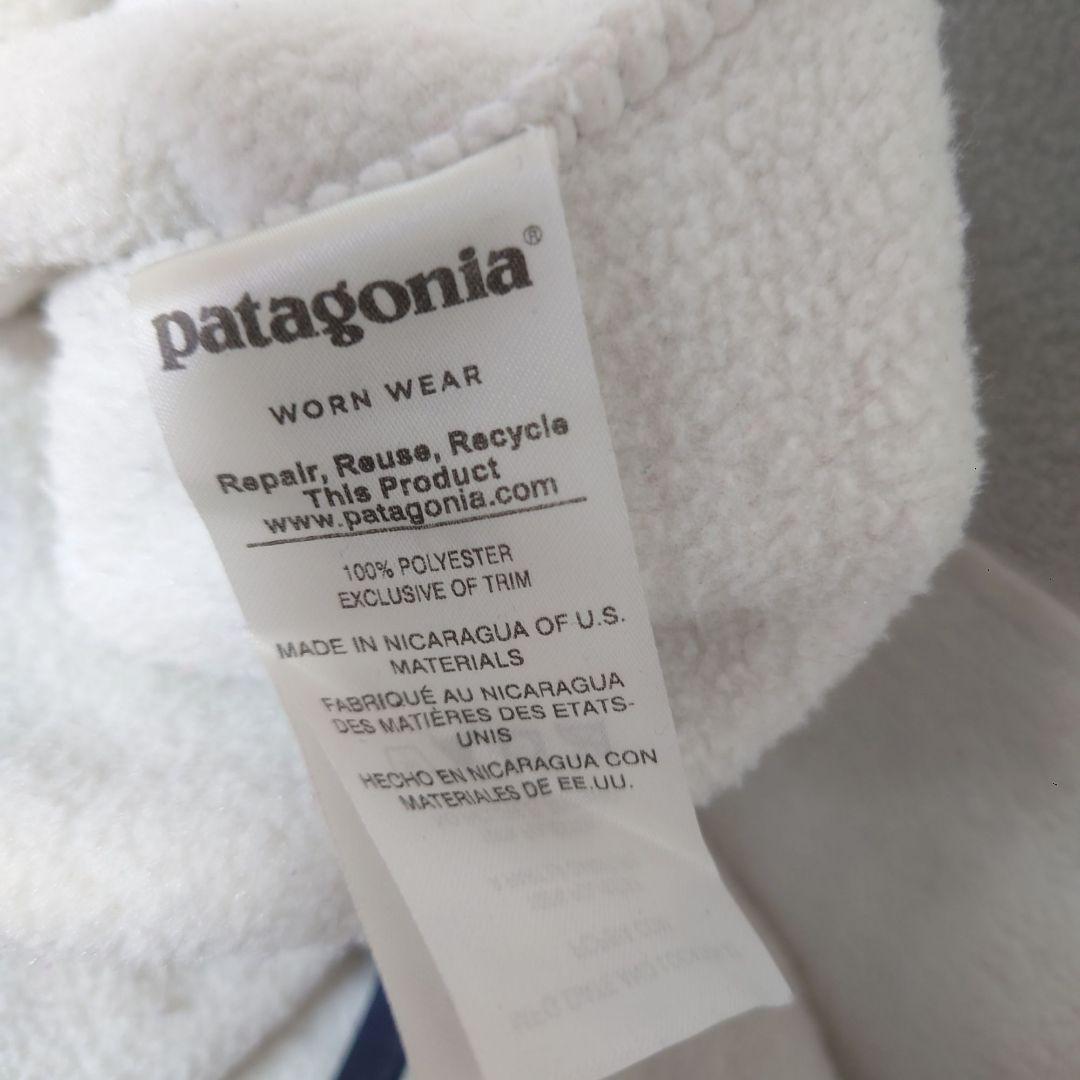 patagonia®
WORN WEAR
Repair, Reuse, Recycle
This Product
www.patagonia.com
100% POLYESTER
EXCLUSIVE OF TRIM
MADE IN NICARAGUA OF U.S.
MATERIALS
FABRIQUÉ AU NICARAGUA
DES MATIÈRES DES ETATS-
UNIS
HECHO EN NICARAGUA CON
MATERIALES DE EE.UU.